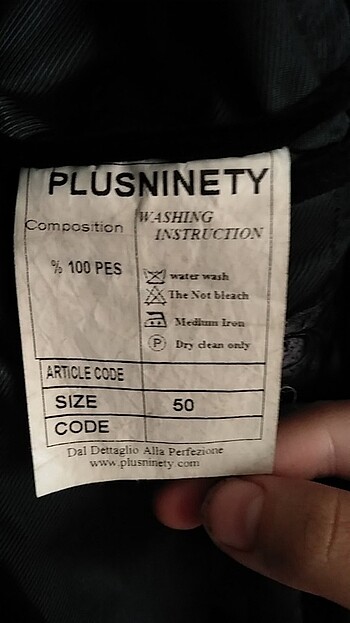 PLUSNINETY
Composition
WASHING
INSTRUCTION
% 100 PES
water wash
The Not bleach
Medium Iron
P Dry clean only
ARTICLE CODE
SIZE 50
CODE
Dal Dettaglio Alla Perfezione
www.plusninety.com